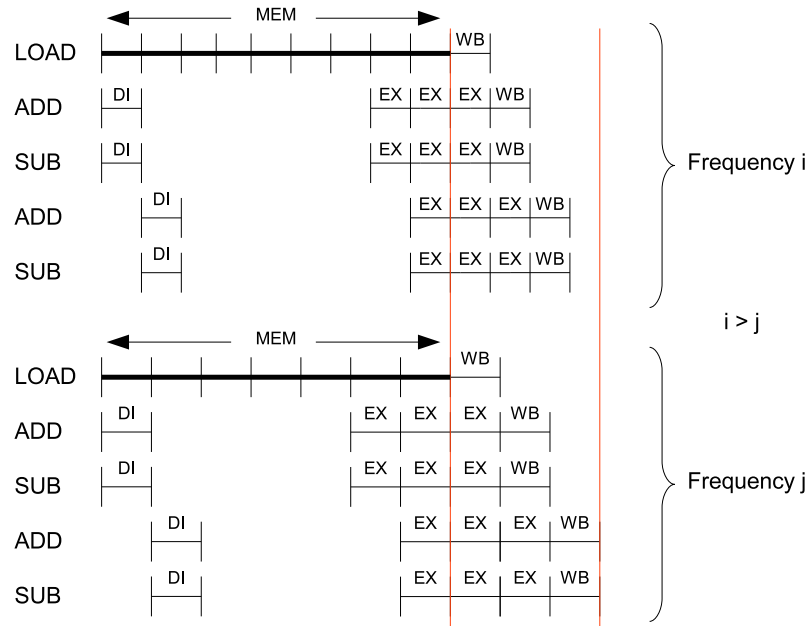 MEM
LOAD WB
ADD DI EX EX EX WB
SUB DI EX EX EX WB
Frequency i
ADD DI EX EX EX WB
SUB DI EX EX EX WB
i > j
MEM
LOAD WB
ADD DI EX EX EX WB
SUB DI EX EX EX WB
Frequency j
ADD DI EX EX EX WB
SUB DI EX EX EX WB